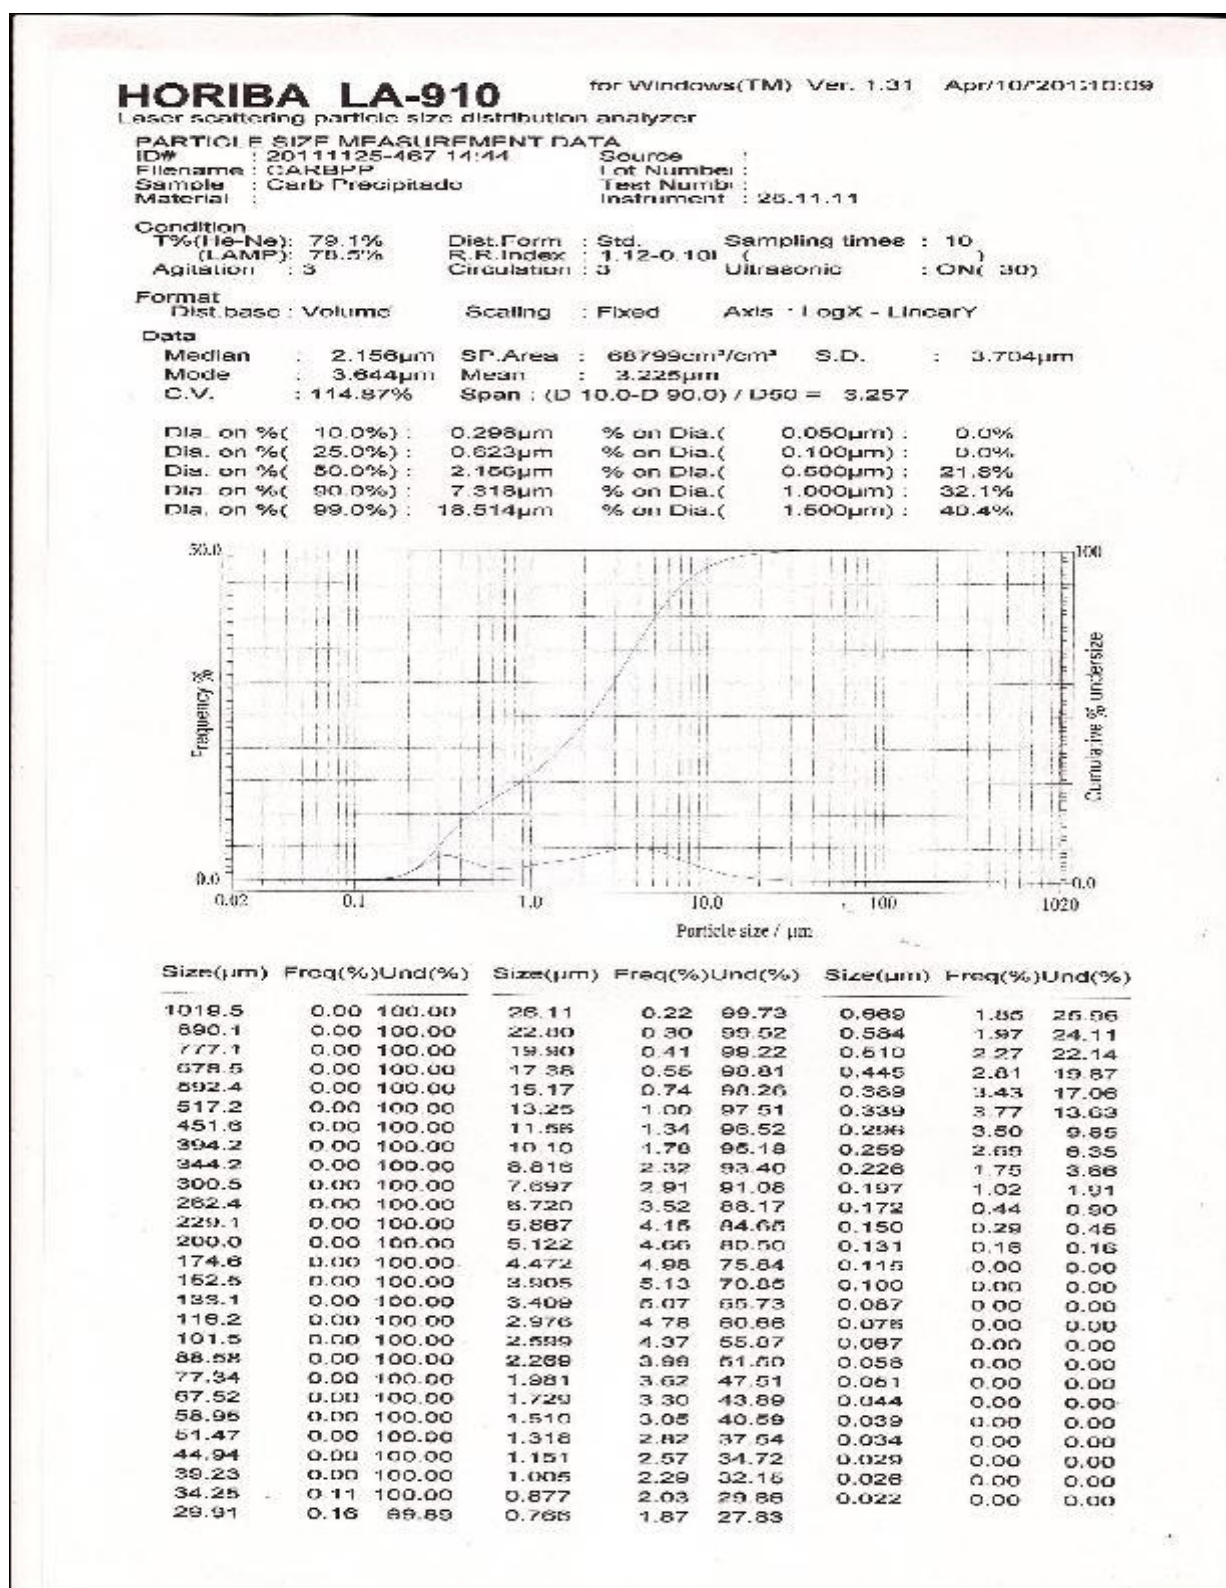 HORIBA LA-910 for Windows(TM) Ver. 1.31
Laser scattering particle size distribution analyzer
PARTICLE SIZE MEASUREMENT DATA
ID# : 20111125-467 14:44 Source :
Filename : CARBPP Lot Number :
Sample : Carb Precipitado Test Numb :
Material : Instrument : 25.11.11
Condition
T%(He-Ne): 79.1% Dist.Form : Std. Sampling times : 10
(LAMP): 78.5% R.R.Index : 1.12-0.10i ( )
Agitation : 3 Circulation : 3 Ultrasonic : ON( 30)
Format
Dist.base : Volume Scaling : Fixed Axis : LogX - LinearY
Data
Median : 2.156µm SP.Area : 68799cm²/cm³ S.D. : 3.704µm
Mode : 3.644µm Mean : 3.225µm
C.V. : 114.87% Span : (D 10.0-D 90.0) / D50 = 3.257
Dia. on %( 10.0%) : 0.298µm % on Dia.( 0.050µm) : 0.0%
Dia. on %( 25.0%) : 0.623µm % on Dia.( 0.100µm) : 0.0%
Dia. on %( 50.0%) : 2.156µm % on Dia.( 0.500µm) : 21.8%
Dia. on %( 90.0%) : 7.318µm % on Dia.( 1.000µm) : 32.1%
Dia. on %( 99.0%) : 18.514µm % on Dia.( 1.500µm) : 40.4%
50.0 100
Frequency %
Cumulative % undersize
0.0 0.0
0.02 0.1 1.0 10.0 100 1020
Particle size / µm
Size(µm) Freq(%)Und(%) Size(µm) Freq(%)Und(%) Size(µm) Freq(%)Und(%)
1019.5 0.00 100.00 26.11 0.22 99.73 0.669 1.85 25.96
890.1 0.00 100.00 22.80 0.30 99.52 0.584 1.97 24.11
777.1 0.00 100.00 19.90 0.41 99.22 0.510 2.27 22.14
678.5 0.00 100.00 17.38 0.55 98.81 0.445 2.81 19.87
592.4 0.00 100.00 15.17 0.74 98.26 0.389 3.43 17.06
517.2 0.00 100.00 13.25 1.00 97.51 0.339 3.77 13.63
451.6 0.00 100.00 11.56 1.34 96.52 0.296 3.50 9.85
394.2 0.00 100.00 10.10 1.78 95.18 0.259 2.69 6.35
344.2 0.00 100.00 8.816 2.32 93.40 0.226 1.75 3.66
300.5 0.00 100.00 7.697 2.91 91.08 0.197 1.02 1.91
262.4 0.00 100.00 6.720 3.52 88.17 0.172 0.44 0.90
229.1 0.00 100.00 5.867 4.15 84.65 0.150 0.29 0.45
200.0 0.00 100.00 5.122 4.66 80.50 0.131 0.16 0.16
174.6 0.00 100.00 4.472 4.98 75.84 0.115 0.00 0.00
152.5 0.00 100.00 3.905 5.13 70.86 0.100 0.00 0.00
133.1 0.00 100.00 3.409 5.07 65.73 0.087 0.00 0.00
116.2 0.00 100.00 2.976 4.78 60.66 0.076 0.00 0.00
101.5 0.00 100.00 2.599 4.37 55.87 0.067 0.00 0.00
88.58 0.00 100.00 2.269 3.99 51.50 0.058 0.00 0.00
77.34 0.00 100.00 1.981 3.62 47.51 0.051 0.00 0.00
67.52 0.00 100.00 1.729 3.30 43.89 0.044 0.00 0.00
58.95 0.00 100.00 1.510 3.05 40.59 0.039 0.00 0.00
51.47 0.00 100.00 1.318 2.82 37.54 0.034 0.00 0.00
44.94 0.00 100.00 1.151 2.57 34.72 0.029 0.00 0.00
39.23 0.00 100.00 1.005 2.29 32.15 0.026 0.00 0.00
34.25 0.11 100.00 0.877 2.03 29.86 0.022 0.00 0.00
29.91 0.16 99.89 0.766 1.87 27.83